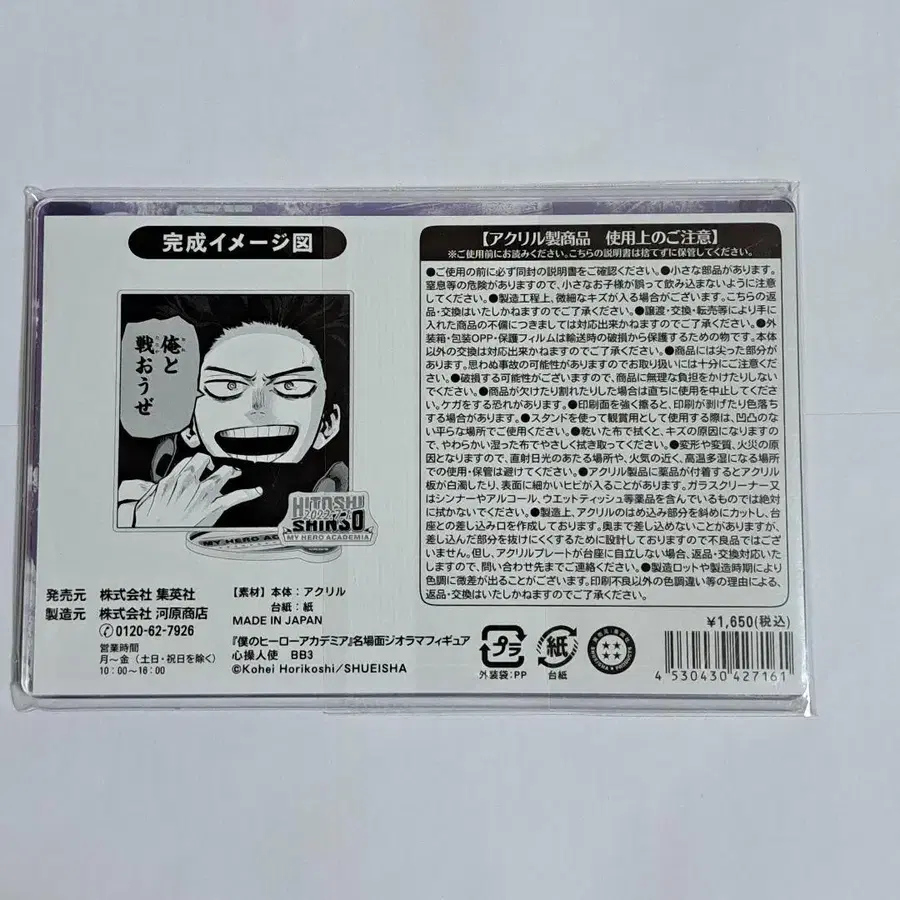 完成イメージ図
俺と
戦おうぜ
HITOSHI
SHINSO
MY HERO ACADEMIA
発売元 株式会社 集英社
製造元 株式会社 河原商店
0120-62-7926
営業時間
月〜金(土日・祝日を除く)
10:00〜16:00
【素材】本体:アクリル
台紙:紙
MADE IN JAPAN
『僕のヒーローアカデミア』名場面ジオラマフィギュア
心操人使 BB3
©Kohei Horikoshi/SHUEISHA
【アクリル製商品 使用上のご注意】
※ご使用前にお読みください。こちらの説明書は捨てずに保管してください。
●ご使用の前に必ず同封の説明書をご確認ください。●小さな部品があります。
窒息等の危険がありますので、小さなお子様が誤って飲み込まないように注意
してください。●製造工程上、微細なキズが入る場合がございます。こちらの返
品・交換はいたしかねますのでご了承ください。●譲渡・交換・転売等により手に
入れた商品の不備につきましては対応出来かねますのでご了承ください。●外
装箱・包装OPP・保護フィルムは輸送時の破損から保護するための物です。本体
以外の交換は対応出来かねますのでご了承ください。●商品には尖った部分が
あります。思わぬ事故の可能性がありますのでお取り扱いには十分にご注意くださ
い。●破損する可能性がございますので、商品に無理な負担をかけたりしない
でください。●商品が欠けたり割れたりした場合は直ちに使用を中止してくださ
い。ケガをする恐れがあります。●印刷面を強く擦ると、印刷が剥げたり色落ち
する場合があります。●スタンドを使って観賞用として使用する際は、凹凸のな
い平らな場所でご使用ください。●乾いた布で拭くと、キズの原因になりますの
で、やわらかい湿った布でやさしく拭き取ってください。●変形や変質、火災の原
因となりますので、直射日光のあたる場所や、火気の近く、高温多湿になる場所
での使用・保管は避けてください。●アクリル製品に薬品が付着するとアクリル
板が白濁したり、表面に細かいヒビが入ることがあります。ガラスクリーナー又
はシンナーやアルコール、ウエットティッシュ等薬品を含んでいるものでは絶対
に拭かないでください。●製造上、アクリルのはめ込み部分を斜めにカットし、台
座との差し込み口を作成しております。奥まで差し込めないことがありますが、
差し込んだ部分を抜けにくくするために設計しておりますので不良品ではござ
いません。但し、アクリルプレートが台座に自立しない場合、返品・交換対応いた
しますので、問い合わせ先までご連絡ください。●製造ロットや製造時期により
色調に微差が出ることがございます。印刷不良以外の色調違い等の理由による、
返品・交換はいたしかねますのでご了承ください。
¥1,650(税込)
プラ
外装袋:PP
紙
台紙
4 530430 427161